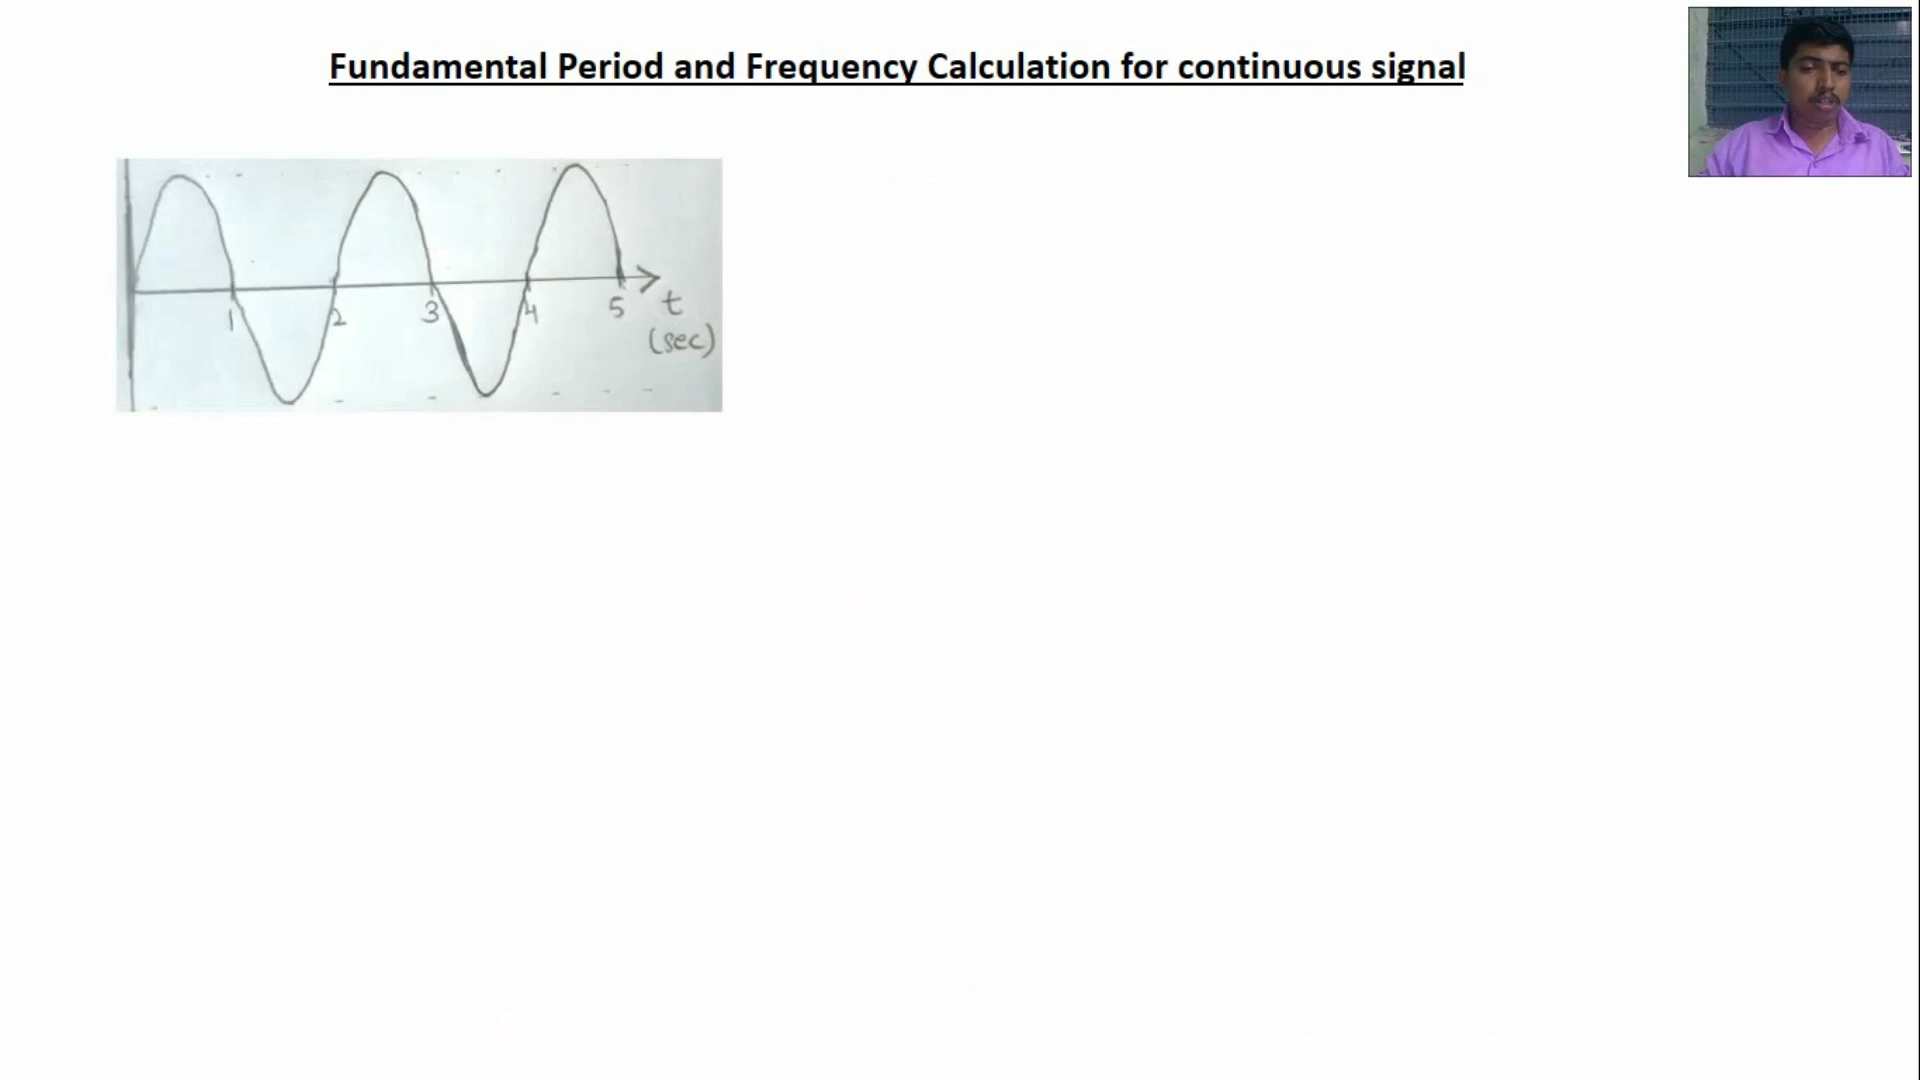 Fundamental Period and Frequency Calculation for continuous signal
1 2 3 4 5 t
(sec)